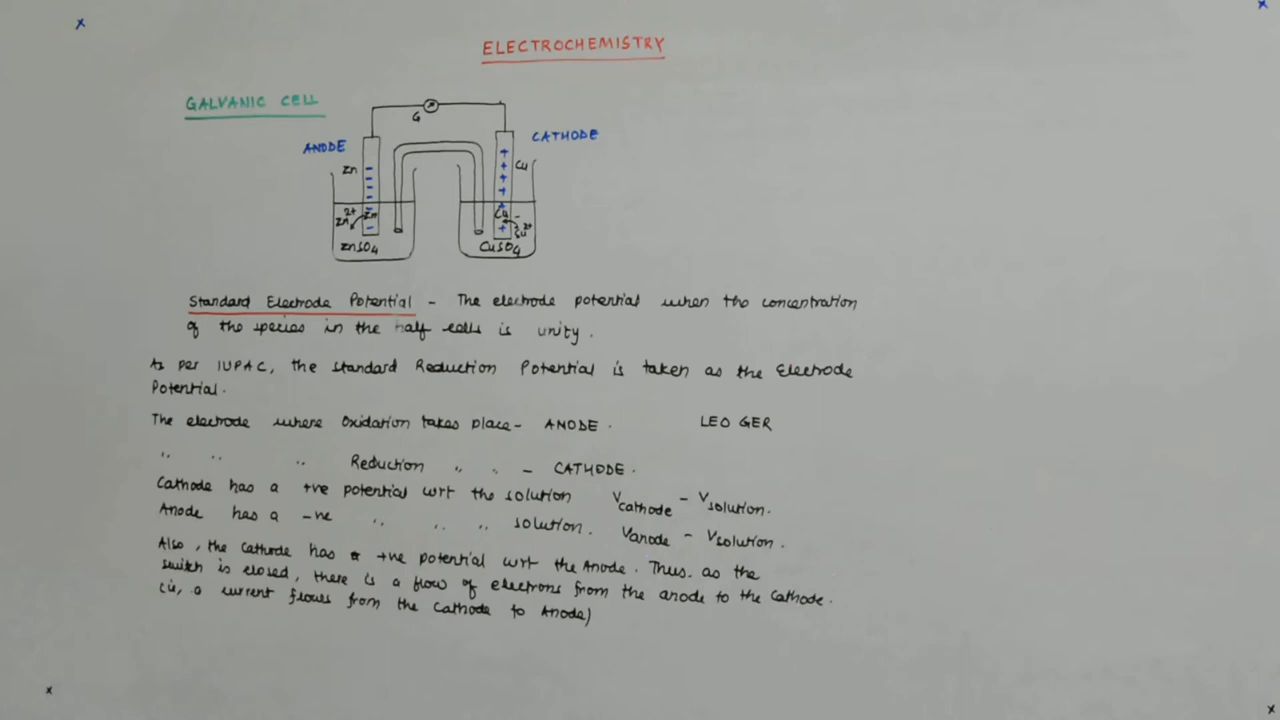 ELECTROCHEMISTRY
GALVANIC CELL
G
ANODE
CATHODE
Zn
Cu
Zn2+
Zn
Cu
Cu2+
ZnSO4
CuSO4
Standard Electrode Potential - The electrode potential when the concentration
of the species in the half cells is unity.
As per IUPAC, the standard Reduction Potential is taken as the Electrode
Potential.
The electrode where Oxidation takes place - ANODE. LEO GER
" " " Reduction " " - CATHODE.
Cathode has a +ve potential wrt the solution Vcathode - Vsolution.
Anode has a -ve " " " solution. Vanode - Vsolution.
Also, the Cathode has a +ve potential wrt the Anode. Thus as the
switch is closed, there is a flow of electrons from the anode to the cathode.
(ie, a current flows from the Cathode to Anode)